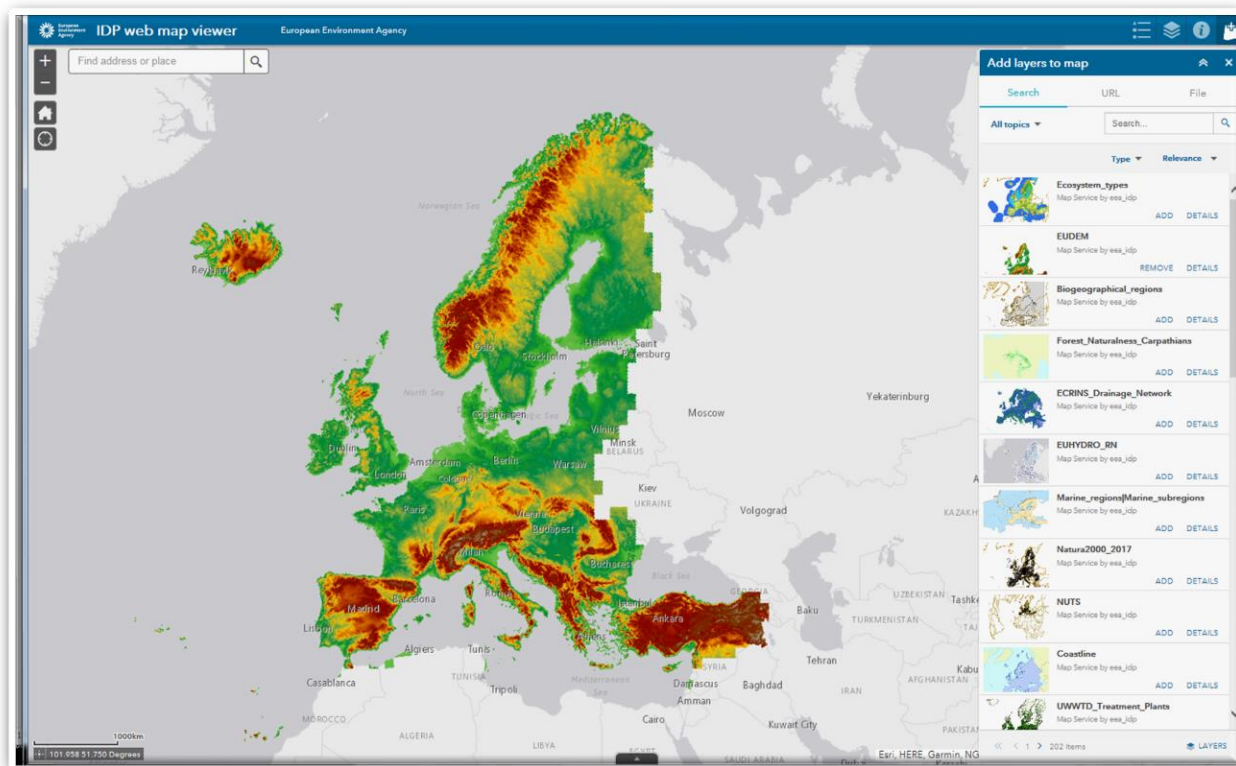 European
Environment
Agency
IDP web map viewer
European Environment Agency
Find address or place
Add layers to map
Search
URL
File
All topics
Search...
Type
Relevance
Ecosystem_types
Map Service by eea_idp
ADD DETAILS
EUDEM
Map Service by eea_idp
REMOVE DETAILS
Biogeographical_regions
Map Service by eea_idp
ADD DETAILS
Forest_Naturalness_Carpathians
Map Service by eea_idp
ADD DETAILS
ECRINS_Drainage_Network
Map Service by eea_idp
ADD DETAILS
EUHYDRO_RN
Map Service by eea_idp
ADD DETAILS
Marine_regions|Marine_subregions
Map Service by eea_idp
ADD DETAILS
Natura2000_2017
Map Service by eea_idp
ADD DETAILS
NUTS
Map Service by eea_idp
ADD DETAILS
Coastline
Map Service by eea_idp
ADD DETAILS
UWWTD_Treatment_Plants
Map Service by eea_idp
1
202 items
LAYERS
Norwegian Sea
Reykjavik
Oslo
Stockholm
Helsinki
Saint
Petersburg
North Sea
Copenhagen
Baltic Sea
Moscow
Yekaterinburg
Dublin
Vilnius
Minsk
BELARUS
London
Amsterdam
Cologne
Berlin
Warsaw
Kiev
UKRAINE
Volgograd
Paris
Vienna
Budapest
Milan
Bucharest
Black Sea
GEORGIA
UZBEKISTAN
Madrid
Barcelona
Rome
Istanbul
Ankara
Baku
TURKMENISTAN
Lisbon
Algiers
Tunis
Athens
SYRIA
Tehran
AFGHANISTAN
Casablanca
TUNISIA
Tripoli
Mediterranean
Sea
Damascus
Baghdad
IRAN
Amman
MOROCCO
Cairo
Kuwait City
ALGERIA
LIBYA
EGYPT
SAUDI ARABIA
1000km
101.958 51.750 Degrees
Esri, HERE, Garmin, NG